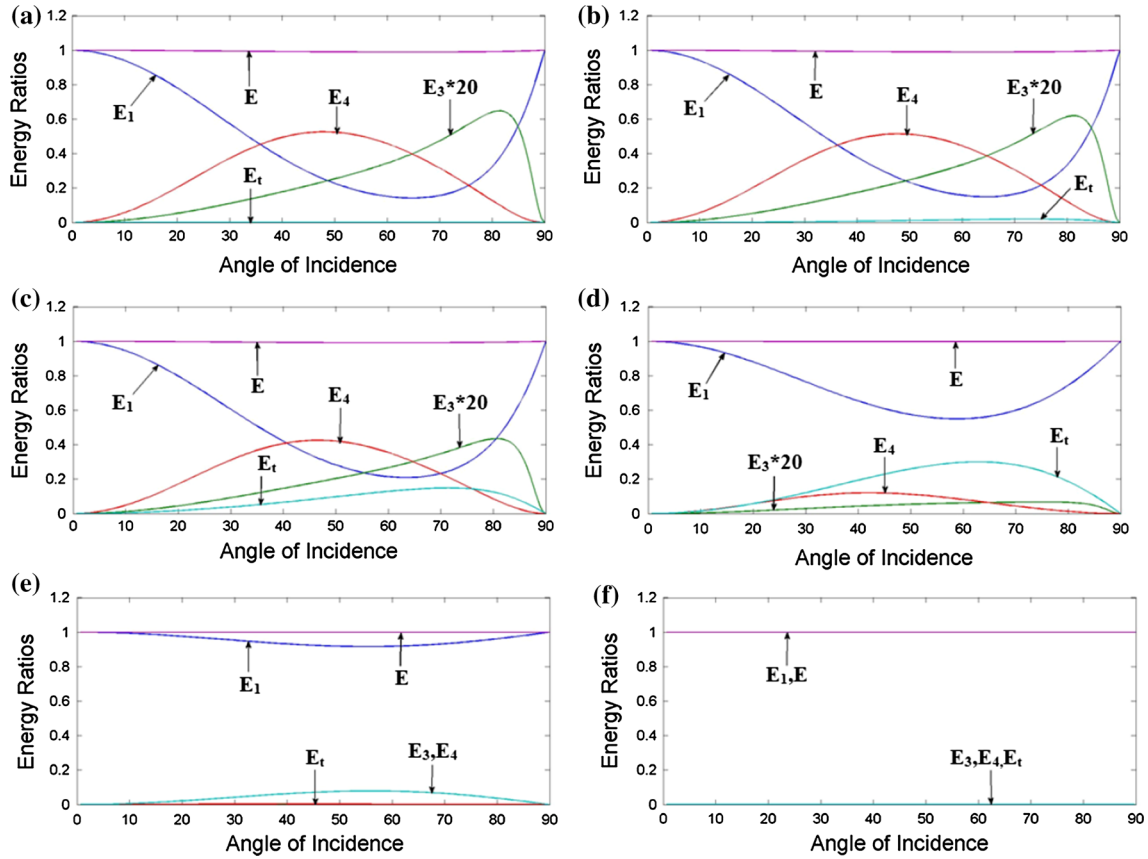 (a)
1.2
1
0.8
0.6
0.4
0.2
0
Energy Ratios
E1
E
E4
E3*20
Et
0 10 20 30 40 50 60 70 80 90
Angle of Incidence
(b)
1.2
1
0.8
0.6
0.4
0.2
0
Energy Ratios
E1
E
E4
E3*20
Et
0 10 20 30 40 50 60 70 80 90
Angle of Incidence
(c)
1.2
1
0.8
0.6
0.4
0.2
0
Energy Ratios
E1
E
E4
E3*20
Et
0 10 20 30 40 50 60 70 80 90
Angle of Incidence
(d)
1.2
1
0.8
0.6
0.4
0.2
0
Energy Ratios
E1
E
E3*20
E4
Et
0 10 20 30 40 50 60 70 80 90
Angle of Incidence
(e)
1.2
1
0.8
0.6
0.4
0.2
0
Energy Ratios
E1
E
Et
E3,E4
0 10 20 30 40 50 60 70 80 90
Angle of Incidence
(f)
1.2
1
0.8
0.6
0.4
0.2
0
Energy Ratios
E1,E
E3,E4,Et
0 10 20 30 40 50 60 70 80 90
Angle of Incidence